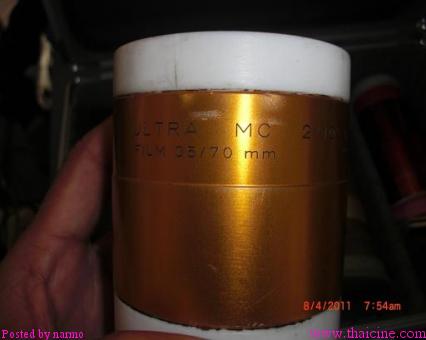 ULTRA MC
FILM 35/70 mm
8/4/2011 7:54am
Posted by narmo
www.thaicine.com